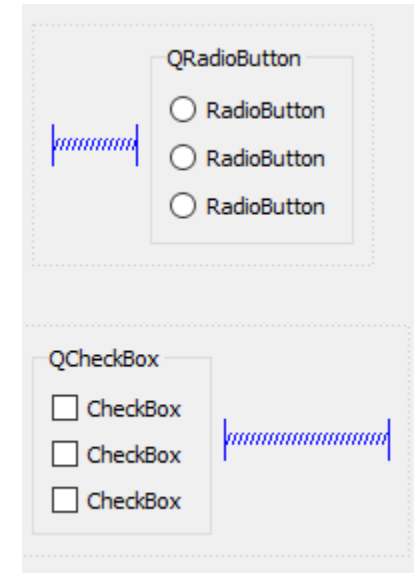 QRadioButton
RadioButton
RadioButton
RadioButton
QCheckBox
CheckBox
CheckBox
CheckBox